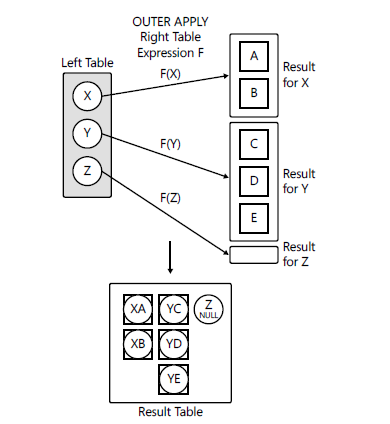 OUTER APPLY
Right Table
Expression F
Left Table
X
Y
Z
F(X)
F(Y)
F(Z)
A
B
Result
for X
C
D
E
Result
for Y
Result
for Z
XA
YC
Z
NULL
XB
YD
YE
Result Table